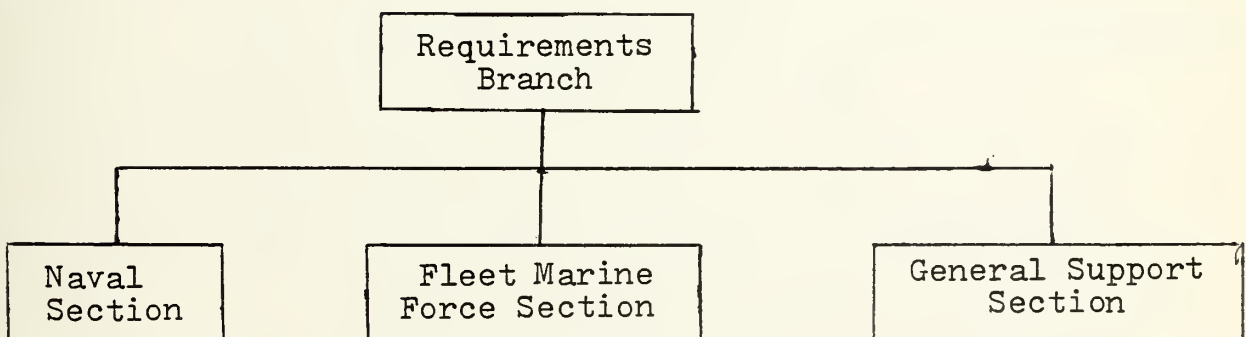 Requirements
Branch
Naval
Section
Fleet Marine
Force Section
General Support
Section